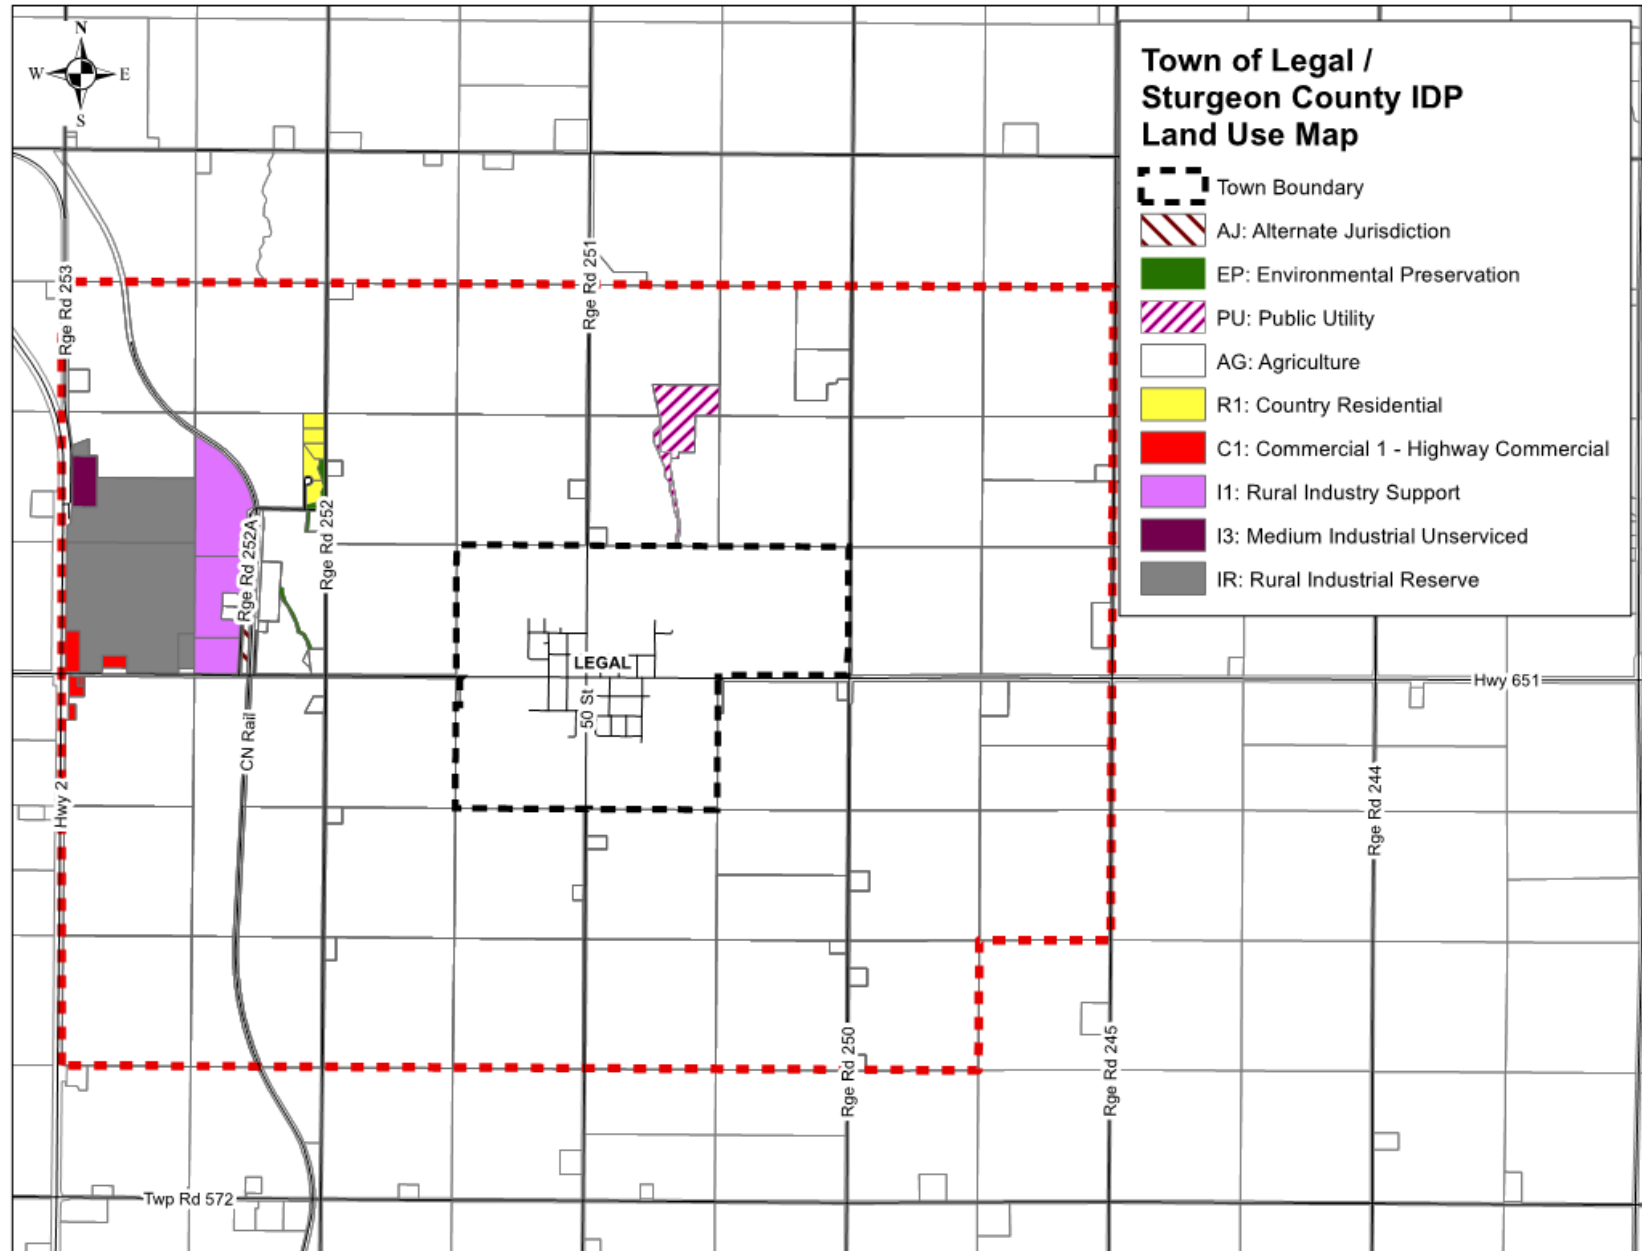 N
W E
S
Town of Legal /
Sturgeon County IDP
Land Use Map
Town Boundary
AJ: Alternate Jurisdiction
EP: Environmental Preservation
PU: Public Utility
AG: Agriculture
R1: Country Residential
C1: Commercial 1 - Highway Commercial
I1: Rural Industry Support
I3: Medium Industrial Unserviced
IR: Rural Industrial Reserve
Rge Rd 253
Rge Rd 251
Rge Rd 252A
Rge Rd 252
LEGAL
50 St
Hwy 651
CN Rail
Hwy 2
Rge Rd 244
Rge Rd 250
Rge Rd 245
Twp Rd 572